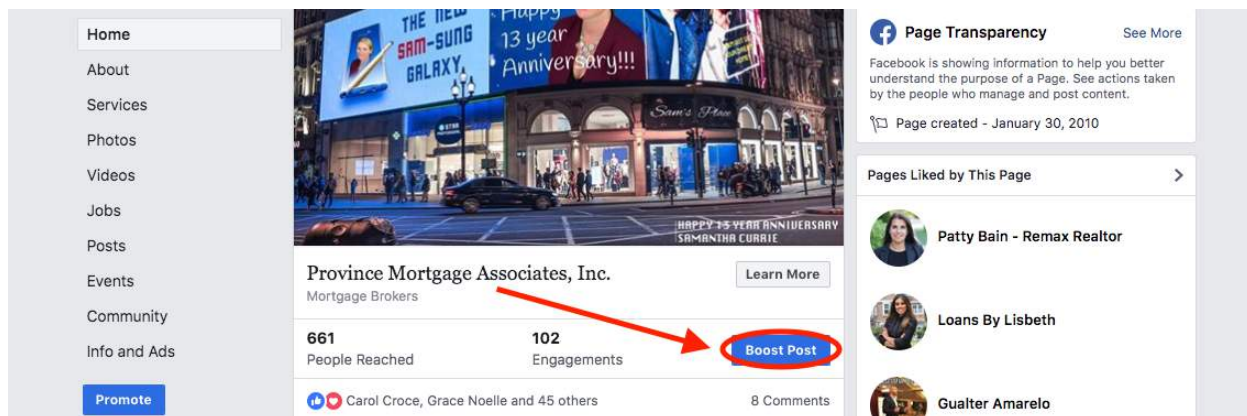 Home
About
Services
Photos
Videos
Jobs
Posts
Events
Community
Info and Ads
Promote
THE NEW
SAM-SUNG
GALAXY
Happy
13 year
Anniversary!!!
Sam's Place
HAPPY 13 YEAR ANNIVERSARY
SAMANTHA CURRIE
Province Mortgage Associates, Inc.
Mortgage Brokers
Learn More
661
People Reached
102
Engagements
Boost Post
Carol Croce, Grace Noelle and 45 others
8 Comments
Page Transparency
See More
Facebook is showing information to help you better
understand the purpose of a Page. See actions taken
by the people who manage and post content.
Page created - January 30, 2010
Pages Liked by This Page
Patty Bain - Remax Realtor
Loans By Lisbeth
Gualter Amarelo